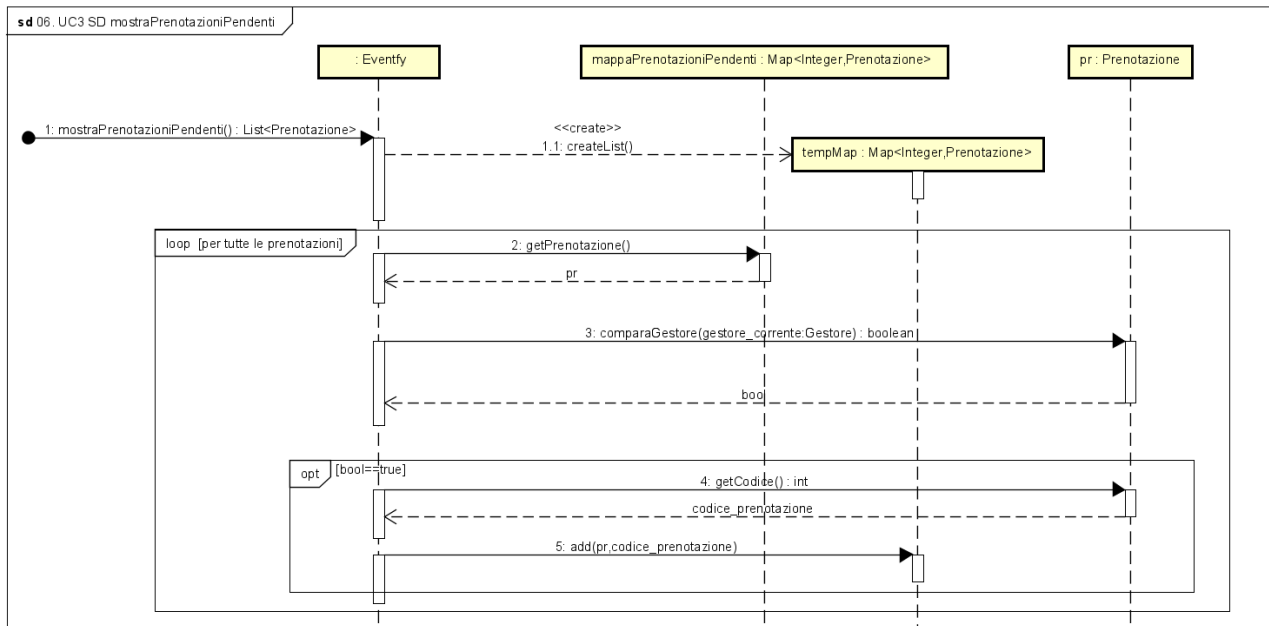 sd 06. UC3 SD mostraPrenotazioniPendenti
: Eventfy
mappaPrenotazioniPendenti : Map<Integer,Prenotazione>
pr : Prenotazione
1: mostraPrenotazioniPendenti() : List<Prenotazione>
<<create>>
1.1: createList()
tempMap : Map<Integer,Prenotazione>
loop [per tutte le prenotazioni]
2: getPrenotazione()
pr
3: comparaGestore(gestore_corrente:Gestore) : boolean
bool
opt [bool==true]
4: getCodice() : int
codice_prenotazione
5: add(pr,codice_prenotazione)